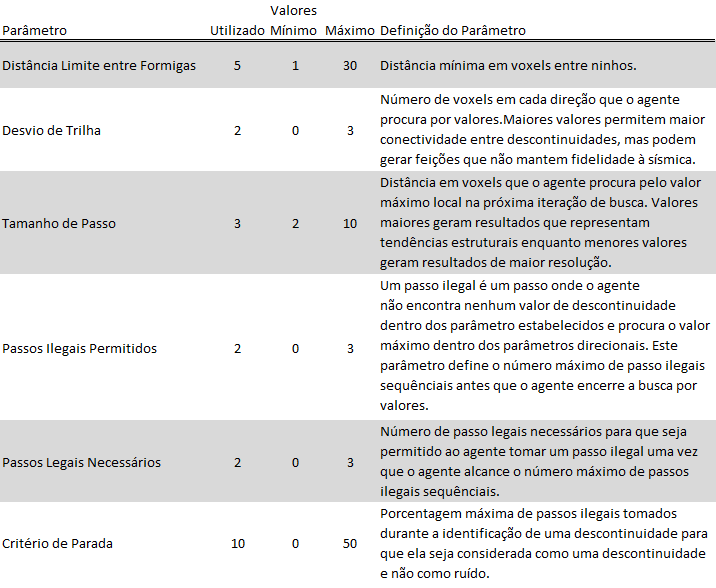 Valores
Parâmetro Utilizado Mínimo Máximo Definição do Parâmetro
Distância Limite entre Formigas 5 1 30 Distância mínima em voxels entre ninhos.
Desvio de Trilha 2 0 3 Número de voxels em cada direção que o agente
procura por valores.Maiores valores permitem maior
conectividade entre descontinuidades, mas podem
gerar feições que não mantem fidelidade à sísmica.
Tamanho de Passo 3 2 10 Distância em voxels que o agente procura pelo valor
máximo local na próxima iteração de busca. Valores
maiores geram resultados que representam
tendências estruturais enquanto menores valores
geram resultados de maior resolução.
Passos Ilegais Permitidos 2 0 3 Um passo ilegal é um passo onde o agente
não encontra nenhum valor de descontinuidade
dentro dos parâmetro estabelecidos e procura o valor
máximo dentro dos parâmetros direcionais. Este
parâmetro define o número máximo de passo ilegais
sequênciais antes que o agente encerre a busca por
valores.
Passos Legais Necessários 2 0 3 Número de passo legais necessários para que seja
permitido ao agente tomar um passo ilegal uma vez
que o agente alcance o número máximo de passos
ilegais sequênciais.
Critério de Parada 10 0 50 Porcentagem máxima de passos ilegais tomados
durante a identificação de uma descontinuidade para
que ela seja considerada como uma descontinuidade
e não como ruído.